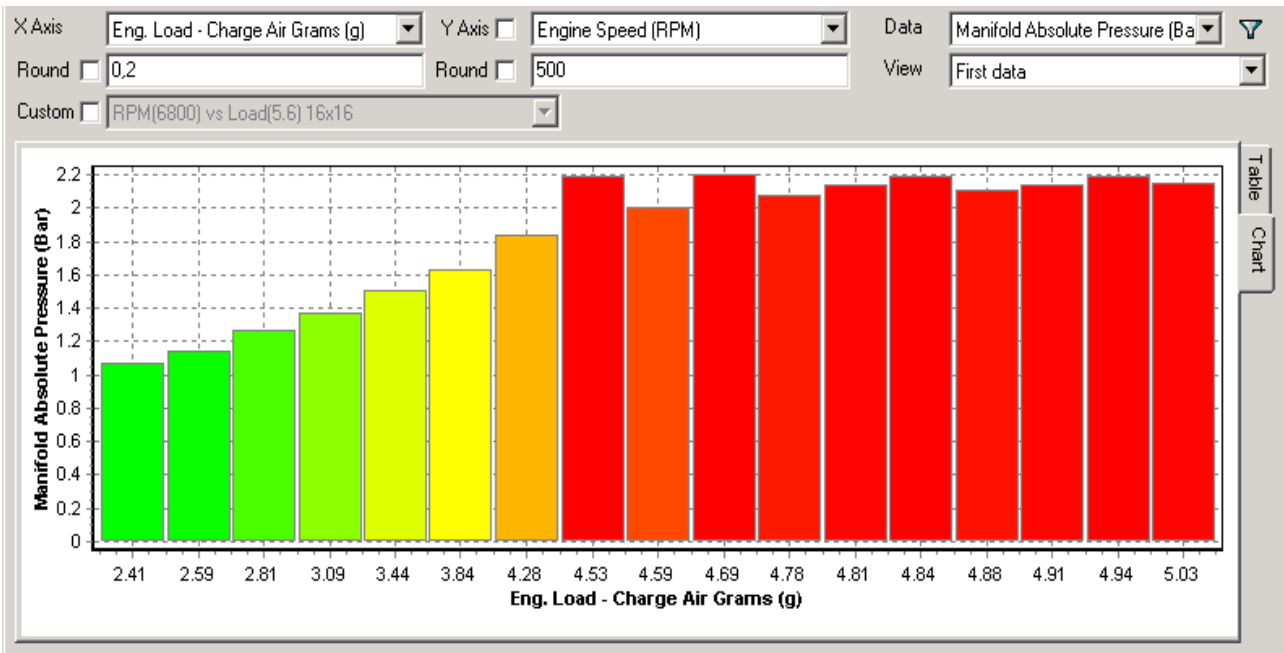 X Axis Eng. Load - Charge Air Grams (g) Y Axis Engine Speed (RPM) Data Manifold Absolute Pressure (Ba
Round 0,2 Round 500 View First data
Custom RPM(6800) vs Load(5.6) 16x16
Table
Chart
Manifold Absolute Pressure (Bar)
2.2
2
1.8
1.6
1.4
1.2
1
0.8
0.6
0.4
0.2
0
2.41 2.59 2.81 3.09 3.44 3.84 4.28 4.53 4.59 4.69 4.78 4.81 4.84 4.88 4.91 4.94 5.03
Eng. Load - Charge Air Grams (g)